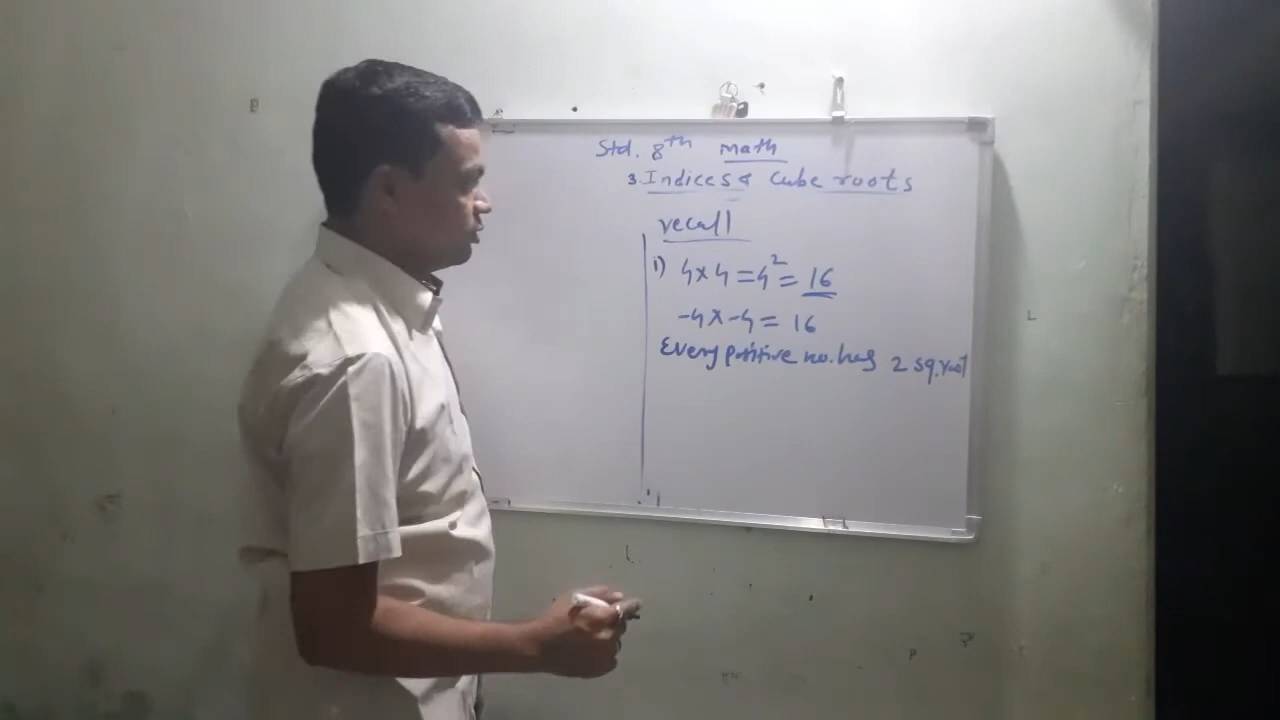 Std. 8th Math
3. Indices & Cube roots
recall
i) 4×4 = 4² = 16
-4×-4 = 16
Every positive no. has 2 sq. root